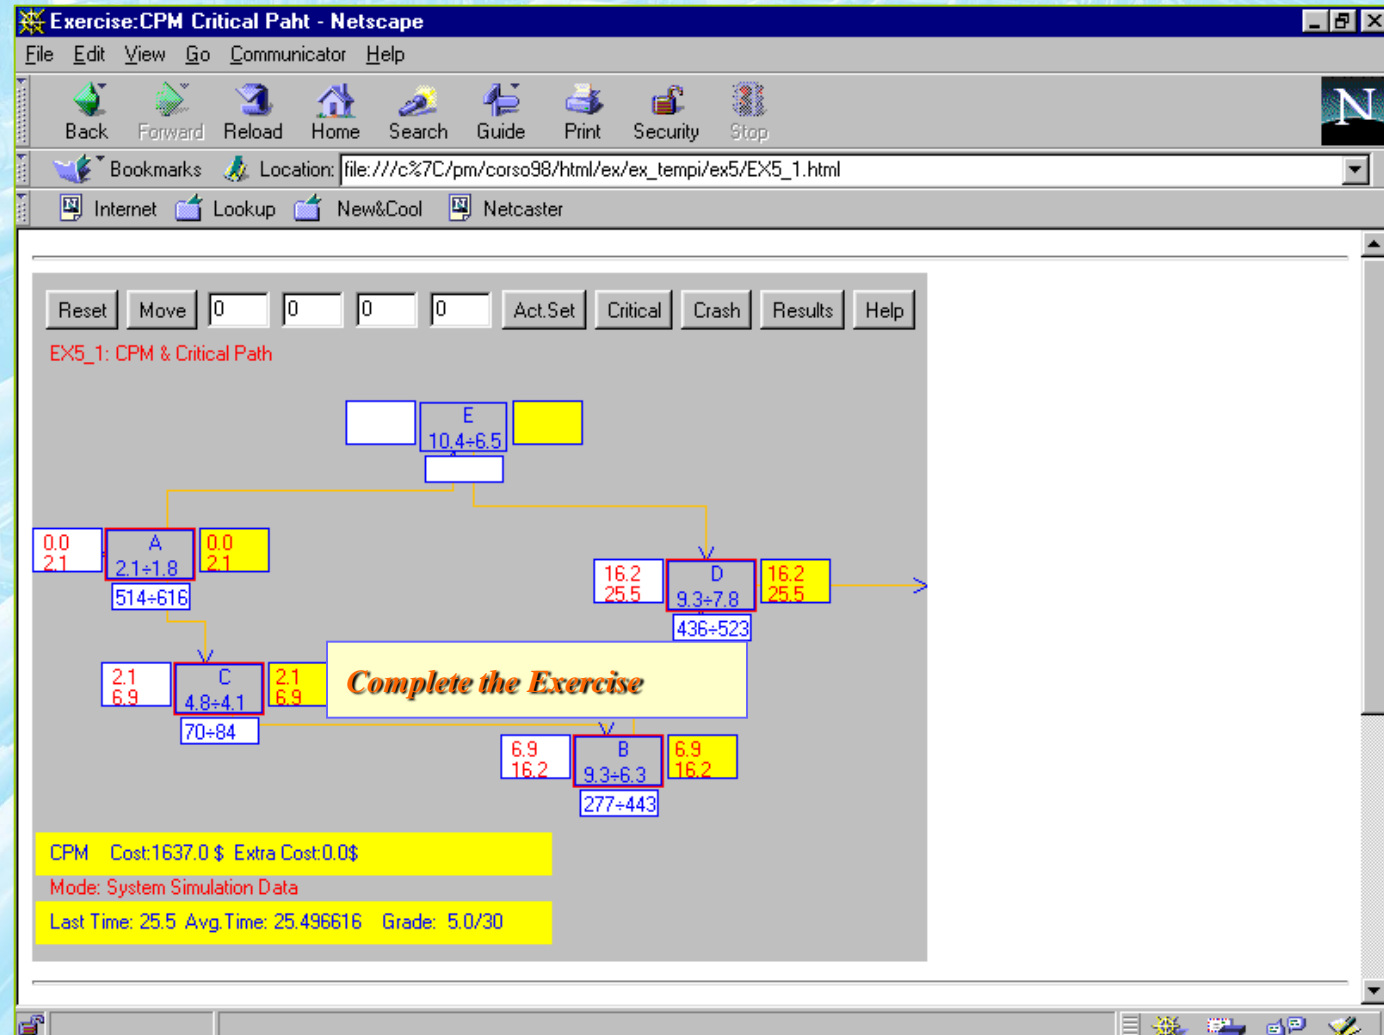 Exercise:CPM Critical Paht - Netscape
File Edit View Go Communicator Help
Back Forward Reload Home Search Guide Print Security Stop
N
Bookmarks Location: file:///c%7C/pm/corso98/html/ex/ex_tempi/ex5/EX5_1.html
Internet Lookup New&Cool Netcaster
Reset Move 0 0 0 0 Act.Set Critical Crash Results Help
EX5_1: CPM & Critical Path
E
10.4÷6.5
0.0
2.1
A
2.1÷1.8
0.0
2.1
514÷616
16.2
25.5
D
9.3÷7.8
16.2
25.5
436÷523
2.1
6.9
C
4.8÷4.1
2.1
6.9
70÷84
Complete the Exercise
6.9
16.2
B
9.3÷6.3
6.9
16.2
277÷443
CPM Cost:1637.0 $ Extra Cost:0.0$
Mode: System Simulation Data
Last Time: 25.5 Avg.Time: 25.496616 Grade: 5.0/30